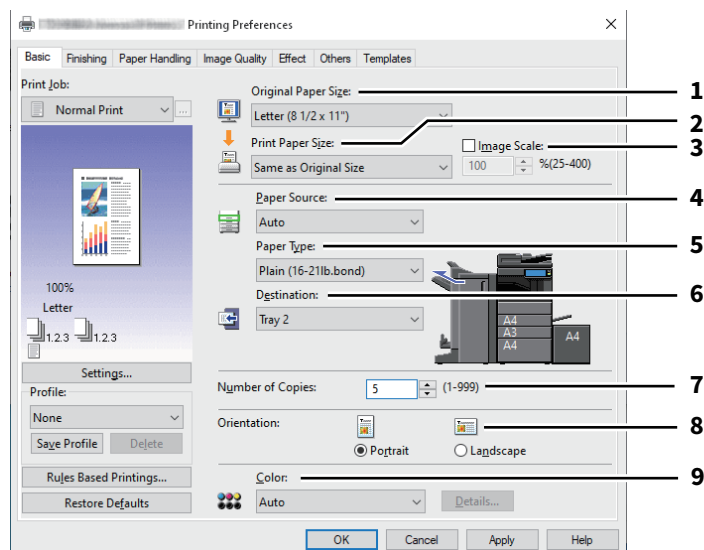 Printing Preferences
Basic Finishing Paper Handling Image Quality Effect Others Templates
Print Job:
Normal Print
...
100%
Letter
1.2.3 1.2.3
Settings...
Profile:
None
Save Profile Delete
Rules Based Printings...
Restore Defaults
Original Paper Size: 1
Letter (8 1/2 x 11")
Print Paper Size: 2
Image Scale: 3
Same as Original Size
100 %(25-400)
Paper Source: 4
Auto
Paper Type: 5
Plain (16-21lb.bond)
Destination: 6
Tray 2
A4
A3
A4
A4
Number of Copies: 5 (1-999) 7
Orientation: 8
Portrait Landscape
Color: 9
Auto Details...
OK Cancel Apply Help